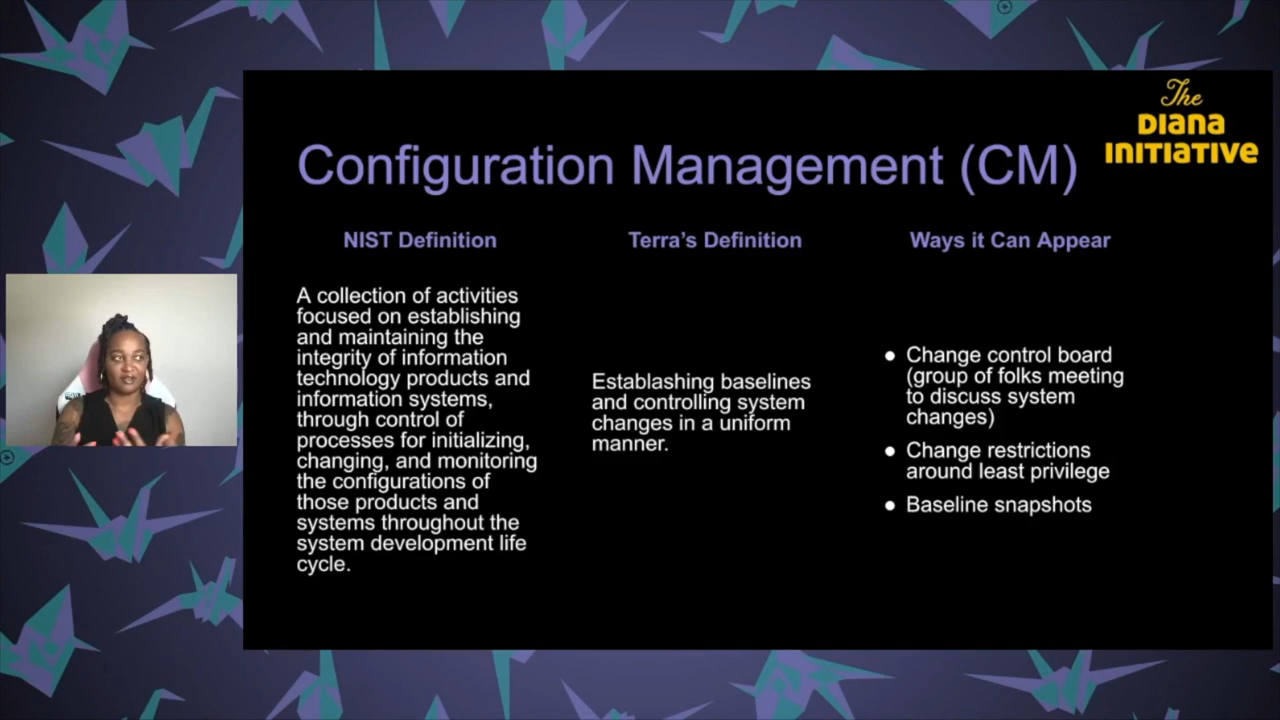 The
DIANA
INITIATIVE
Configuration Management (CM)
NIST Definition
A collection of activities
focused on establishing
and maintaining the
integrity of information
technology products and
information systems,
through control of
processes for initializing,
changing, and monitoring
the configurations of
those products and
systems throughout the
system development life
cycle.
Terra's Definition
Establashing baselines
and controlling system
changes in a uniform
manner.
Ways it Can Appear
● Change control board
(group of folks meeting
to discuss system
changes)
● Change restrictions
around least privilege
● Baseline snapshots